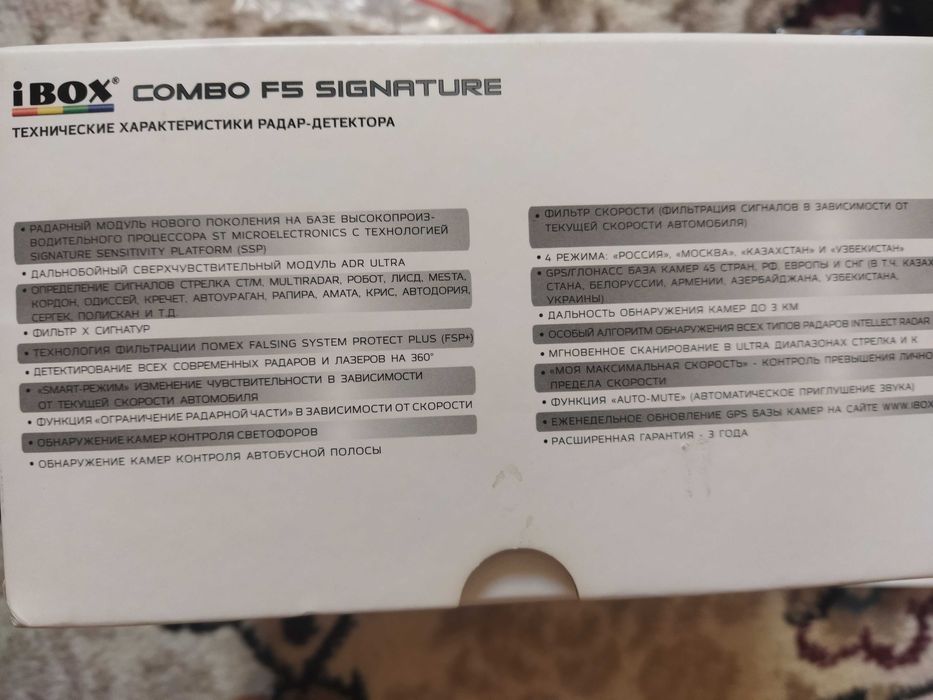 iBOX® COMBO F5 SIGNATURE
ТЕХНИЧЕСКИЕ ХАРАКТЕРИСТИКИ РАДАР-ДЕТЕКТОРА
• РАДАРНЫЙ МОДУЛЬ НОВОГО ПОКОЛЕНИЯ НА БАЗЕ ВЫСОКОПРОИЗ-
ВОДИТЕЛЬНОГО ПРОЦЕССОРА ST MICROELECTRONICS С ТЕХНОЛОГИЕЙ
SIGNATURE SENSITIVITY PLATFORM (SSP)
• ДАЛЬНОБОЙНЫЙ СВЕРХЧУВСТВИТЕЛЬНЫЙ МОДУЛЬ ADR ULTRA
• ОПРЕДЕЛЕНИЕ СИГНАЛОВ СТРЕЛКА СТ/М, MULTIRADAR, РОБОТ, ЛИСД, МЕСТА,
КОРДОН, ОДИССЕЙ, КРЕЧЕТ, АВТОУРАГАН, РАПИРА, АМАТА, КРИС, АВТОДОРИЯ,
СЕРГЕК, ПОЛИСКАН И Т.Д.
• ФИЛЬТР Х СИГНАТУР
• ТЕХНОЛОГИЯ ФИЛЬТРАЦИИ ПОМЕХ FALSING SYSTEM PROTECT PLUS (FSP+)
• ДЕТЕКТИРОВАНИЕ ВСЕХ СОВРЕМЕННЫХ РАДАРОВ И ЛАЗЕРОВ НА 360°
• «SMART-РЕЖИМ» ИЗМЕНЕНИЕ ЧУВСТВИТЕЛЬНОСТИ В ЗАВИСИМОСТИ
ОТ ТЕКУЩЕЙ СКОРОСТИ АВТОМОБИЛЯ
• ФУНКЦИЯ «ОГРАНИЧЕНИЕ РАДАРНОЙ ЧАСТИ» В ЗАВИСИМОСТИ ОТ СКОРОСТИ
• ОБНАРУЖЕНИЕ КАМЕР КОНТРОЛЯ СВЕТОФОРОВ
• ОБНАРУЖЕНИЕ КАМЕР КОНТРОЛЯ АВТОБУСНОЙ ПОЛОСЫ
• ФИЛЬТР СКОРОСТИ (ФИЛЬТРАЦИЯ СИГНАЛОВ В ЗАВИСИМОСТИ ОТ
ТЕКУЩЕЙ СКОРОСТИ АВТОМОБИЛЯ)
• 4 РЕЖИМА: «РОССИЯ», «МОСКВА», «КАЗАХСТАН» И «УЗБЕКИСТАН»
• GPS/ГЛОНАСС БАЗА КАМЕР 45 СТРАН, РФ, ЕВРОПЫ И СНГ (В Т.Ч. КАЗАХ
СТАНА, БЕЛОРУССИИ, АРМЕНИИ, АЗЕРБАЙДЖАНА, УЗБЕКИСТАНА,
УКРАИНЫ)
• ДАЛЬНОСТЬ ОБНАРУЖЕНИЯ КАМЕР ДО 3 КМ
• ОСОБЫЙ АЛГОРИТМ ОБНАРУЖЕНИЯ ВСЕХ ТИПОВ РАДАРОВ INTELLECT RADAR
• МГНОВЕННОЕ СКАНИРОВАНИЕ В ULTRA ДИАПАЗОНАХ СТРЕЛКА И К
• «МОЯ МАКСИМАЛЬНАЯ СКОРОСТЬ» - КОНТРОЛЬ ПРЕВЫШЕНИЯ ЛИЧНО
ПРЕДЕЛА СКОРОСТИ
• ФУНКЦИЯ «AUTO-MUTE» (АВТОМАТИЧЕСКОЕ ПРИГЛУШЕНИЕ ЗВУКА)
• ЕЖЕНЕДЕЛЬНОЕ ОБНОВЛЕНИЕ GPS БАЗЫ КАМЕР НА САЙТЕ WWW.IBOX
• РАСШИРЕННАЯ ГАРАНТИЯ - 3 ГОДА